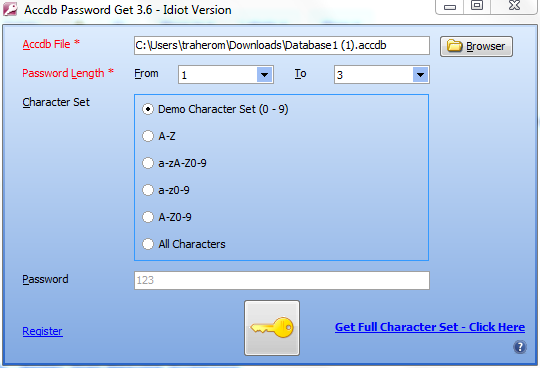 Accdb Password Get 3.6 - Idiot Version
Accdb File * C:\Users\traherom\Downloads\Database1 (1).accdb Browser
Password Length * From 1 To 3
Character Set Demo Character Set (0 - 9)
A-Z
a-zA-Z0-9
a-z0-9
A-Z0-9
All Characters
Password 123
Register Get Full Character Set - Click Here
?